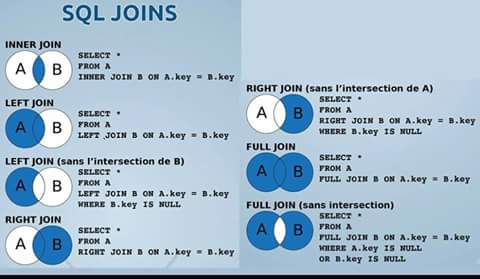 SQL JOINS
INNER JOIN
A B
SELECT *
FROM A
INNER JOIN B ON A.key = B.key
LEFT JOIN
A B
SELECT *
FROM A
LEFT JOIN B ON A.key = B.key
LEFT JOIN (sans l'intersection de B)
A B
SELECT *
FROM A
LEFT JOIN B ON A.key = B.key
WHERE B.key IS NULL
RIGHT JOIN
A B
SELECT *
FROM A
RIGHT JOIN B ON A.key = B.key
RIGHT JOIN (sans l'intersection de A)
A B
SELECT *
FROM A
RIGHT JOIN B ON A.key = B.key
WHERE B.key IS NULL
FULL JOIN
A B
SELECT *
FROM A
FULL JOIN B ON A.key = B.key
FULL JOIN (sans intersection)
A B
SELECT *
FROM A
FULL JOIN B ON A.key = B.key
WHERE A.key IS NULL
OR B.key IS NULL